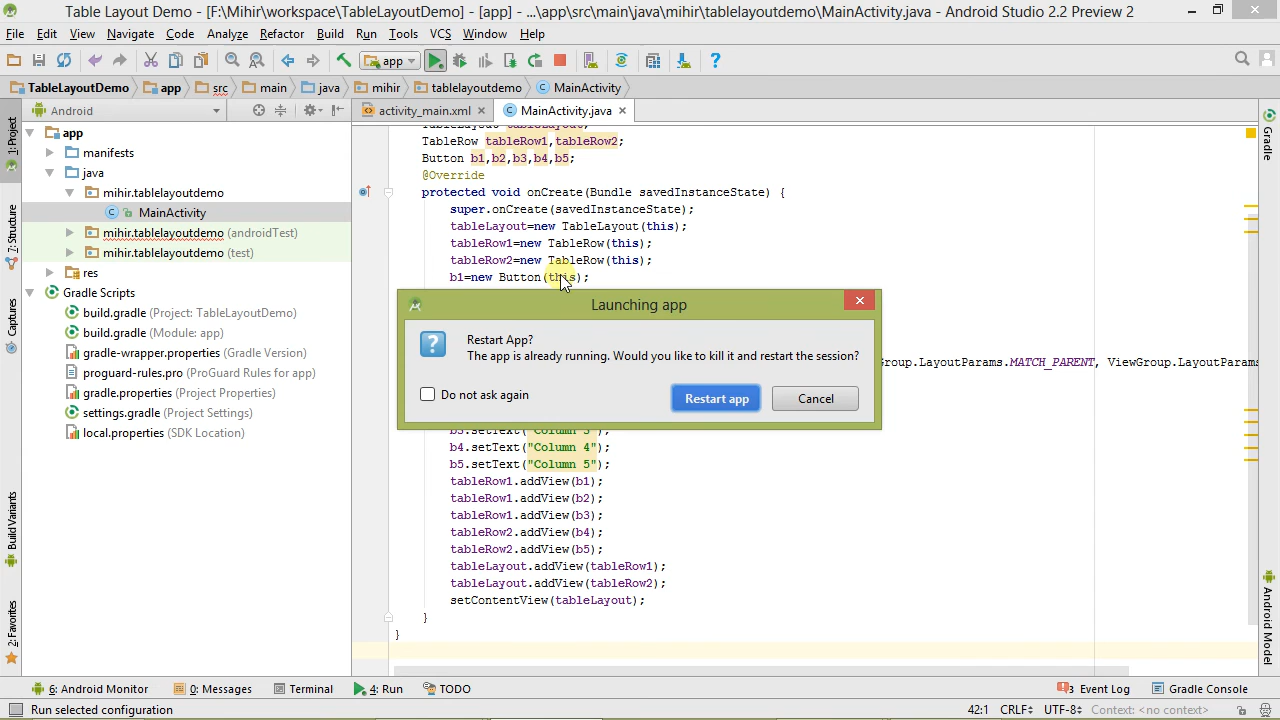 Table Layout Demo - [F:\Mihir\workspace\TableLayoutDemo] - [app] - ...\app\src\main\java\mihir\tablelayoutdemo\MainActivity.java - Android Studio 2.2 Preview 2
File Edit View Navigate Code Analyze Refactor Build Run Tools VCS Window Help
app
TableLayoutDemo app src main java mihir tablelayoutdemo MainActivity
Android
activity_main.xml MainActivity.java
1: Project
7: Structure
Captures
Build Variants
2: Favorites
app
manifests
java
mihir.tablelayoutdemo
MainActivity
mihir.tablelayoutdemo (androidTest)
mihir.tablelayoutdemo (test)
res
Gradle Scripts
build.gradle (Project: TableLayoutDemo)
build.gradle (Module: app)
gradle-wrapper.properties (Gradle Version)
proguard-rules.pro (ProGuard Rules for app)
gradle.properties (Project Properties)
settings.gradle (Project Settings)
local.properties (SDK Location)
TableRow tableRow1,tableRow2;
Button b1,b2,b3,b4,b5;
@Override
protected void onCreate(Bundle savedInstanceState) {
super.onCreate(savedInstanceState);
tableLayout=new TableLayout(this);
tableRow1=new TableRow(this);
tableRow2=new TableRow(this);
b1=new Button(this);
Launching app
Restart App?
The app is already running. Would you like to kill it and restart the session?
Do not ask again
Restart app
Cancel
Group.LayoutParams.MATCH_PARENT, ViewGroup.LayoutParams
b4.setText("Column 4");
b5.setText("Column 5");
tableRow1.addView(b1);
tableRow1.addView(b2);
tableRow1.addView(b3);
tableRow2.addView(b4);
tableRow2.addView(b5);
tableLayout.addView(tableRow1);
tableLayout.addView(tableRow2);
setContentView(tableLayout);
}
}
Gradle
Android Model
6: Android Monitor 0: Messages Terminal 4: Run TODO 3 Event Log Gradle Console
Run selected configuration 42:1 CRLF UTF-8 Context: <no context>